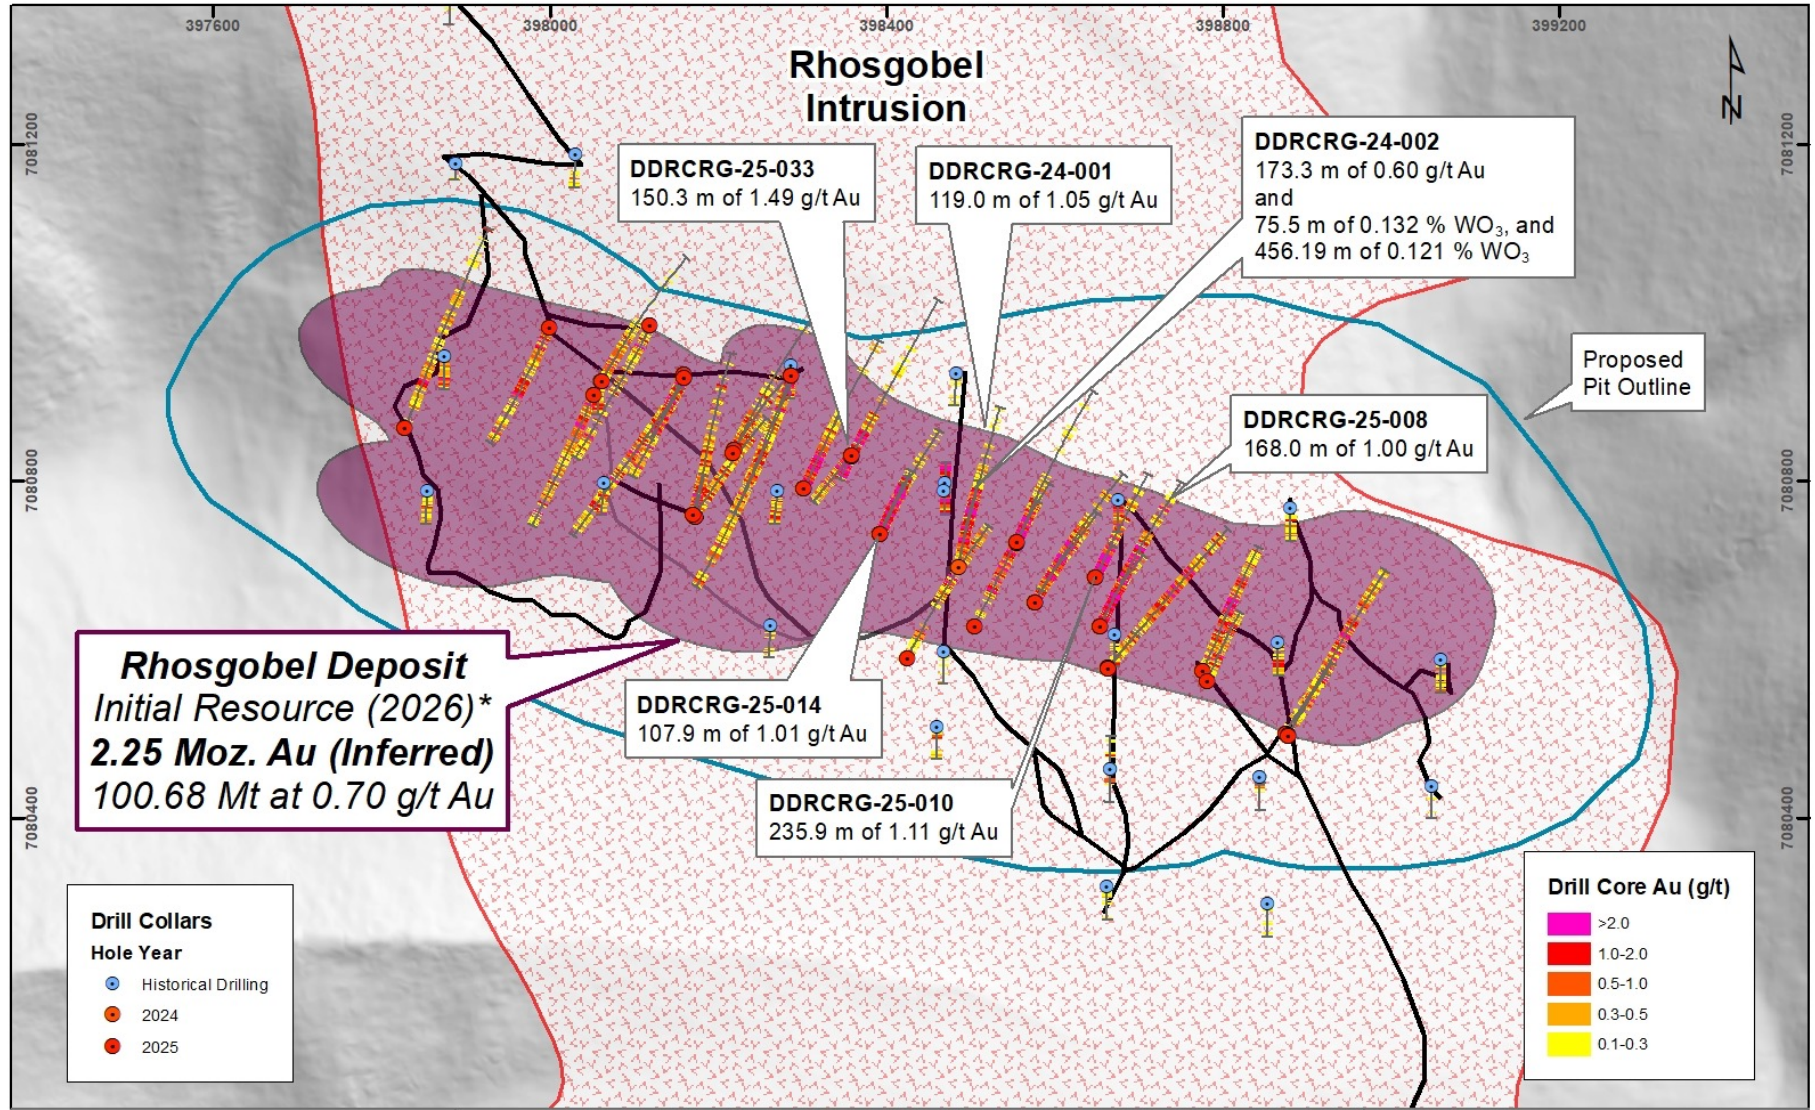 397600
398000
398400
398800
399200
Rhosgobel
Intrusion
N
7081200
7081200
DDRCRG-25-033
150.3 m of 1.49 g/t Au
DDRCRG-24-001
119.0 m of 1.05 g/t Au
DDRCRG-24-002
173.3 m of 0.60 g/t Au
and
75.5 m of 0.132 % WO₃, and
456.19 m of 0.121 % WO₃
Proposed
Pit Outline
DDRCRG-25-008
168.0 m of 1.00 g/t Au
7080800
7080800
Rhosgobel Deposit
Initial Resource (2026)*
2.25 Moz. Au (Inferred)
100.68 Mt at 0.70 g/t Au
DDRCRG-25-014
107.9 m of 1.01 g/t Au
DDRCRG-25-010
235.9 m of 1.11 g/t Au
7080400
7080400
Drill Collars
Hole Year
Historical Drilling
2024
2025
Drill Core Au (g/t)
>2.0
1.0-2.0
0.5-1.0
0.3-0.5
0.1-0.3